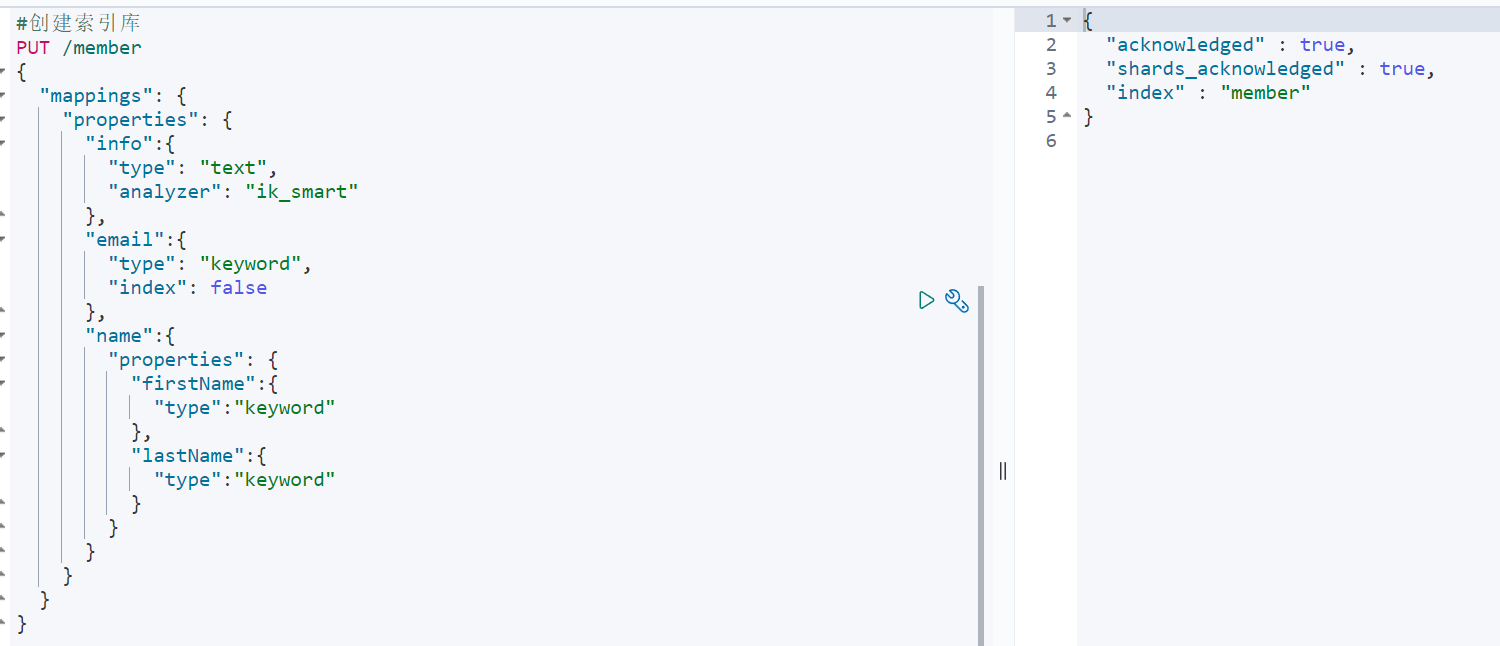 #创建索引库
PUT /member
{
  "mappings": {
    "properties": {
      "info":{
        "type": "text",
        "analyzer": "ik_smart"
      },
      "email":{
        "type": "keyword",
        "index": false
      },
      "name":{
        "properties": {
          "firstName":{
            "type":"keyword"
          },
          "lastName":{
            "type":"keyword"
          }
        }
      }
    }
  }
}
1 {
2   "acknowledged" : true,
3   "shards_acknowledged" : true,
4   "index" : "member"
5 }
6